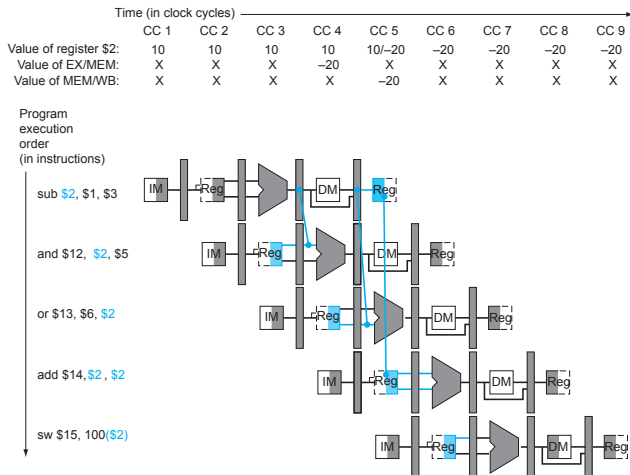 Time (in clock cycles)
CC 1 CC 2 CC 3 CC 4 CC 5 CC 6 CC 7 CC 8 CC 9
Value of register $2: 10 10 10 10 10/–20 –20 –20 –20 –20
Value of EX/MEM: X X X –20 X X X X X
Value of MEM/WB: X X X X –20 X X X X
Program
execution
order
(in instructions)
sub $2, $1, $3
IM Reg DM Reg
and $12, $2, $5
IM Reg DM Reg
or $13, $6, $2
IM Reg DM Reg
add $14,$2, $2
IM Reg DM Reg
sw $15, 100($2)
IM Reg DM Reg